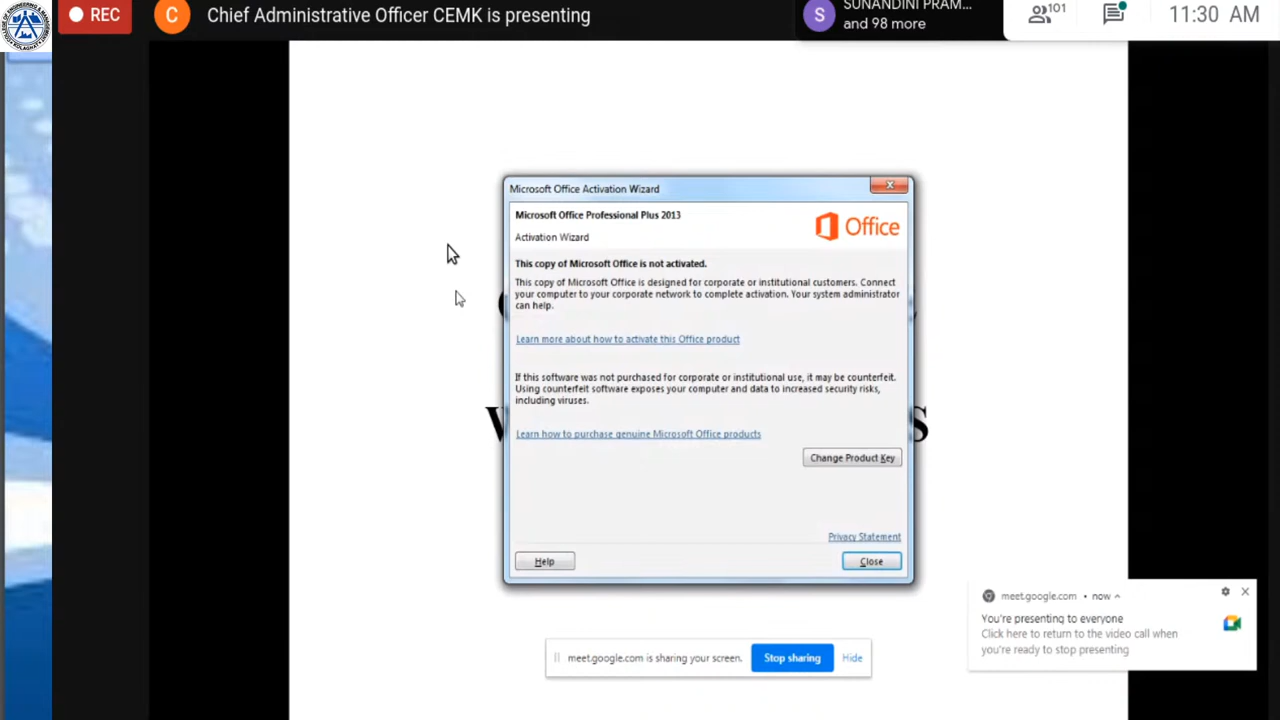 REC
C
Chief Administrative Officer CEMK is presenting
S
SUNANDINI PRAM...
and 98 more
101
11:30 AM
Microsoft Office Activation Wizard
Microsoft Office Professional Plus 2013
Office
Activation Wizard
This copy of Microsoft Office is not activated.
This copy of Microsoft Office is designed for corporate or institutional customers. Connect
your computer to your corporate network to complete activation. Your system administrator
can help.
Learn more about how to activate this Office product
If this software was not purchased for corporate or institutional use, it may be counterfeit.
Using counterfeit software exposes your computer and data to increased security risks,
including viruses.
Learn how to purchase genuine Microsoft Office products
Change Product Key
Privacy Statement
Help
Close
meet.google.com • now
You're presenting to everyone
Click here to return to the video call when
you're ready to stop presenting
meet.google.com is sharing your screen.
Stop sharing
Hide